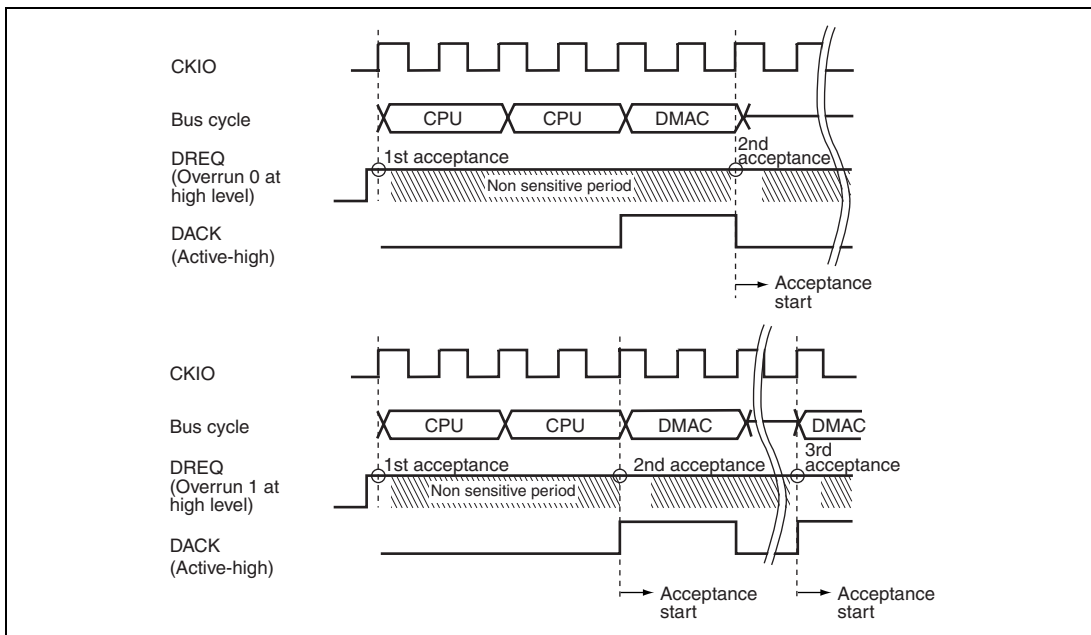 CKIO
Bus cycle
CPU
CPU
DMAC
DREQ
(Overrun 0 at
high level)
1st acceptance
2nd
acceptance
Non sensitive period
DACK
(Active-high)
Acceptance
start
CKIO
Bus cycle
CPU
CPU
DMAC
DMAC
DREQ
(Overrun 1 at
high level)
1st acceptance
2nd acceptance
3rd
acceptance
Non sensitive period
DACK
(Active-high)
Acceptance
start
Acceptance
start